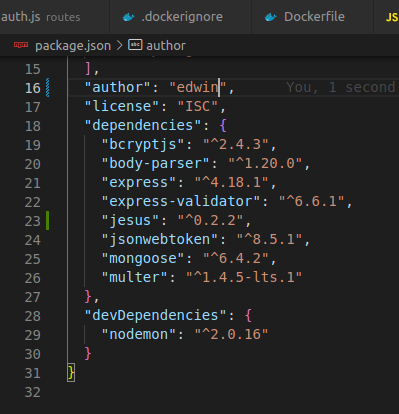 auth.js routes .dockerignore Dockerfile JS
package.json > abc author
15 ],
16 "author": "edwin", You, 1 second
17 "license": "ISC",
18 "dependencies": {
19 "bcryptjs": "^2.4.3",
20 "body-parser": "^1.20.0",
21 "express": "^4.18.1",
22 "express-validator": "^6.6.1",
23 "jesus": "^0.2.2",
24 "jsonwebtoken": "^8.5.1",
25 "mongoose": "^6.4.2",
26 "multer": "^1.4.5-lts.1"
27 },
28 "devDependencies": {
29 "nodemon": "^2.0.16"
30 }
31 }
32